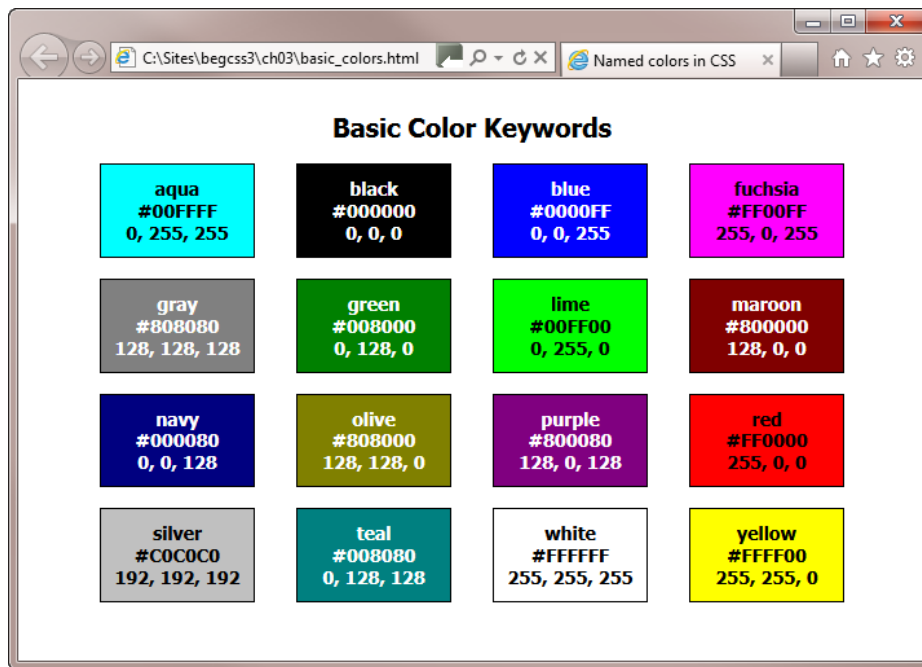 C:\Sites\begcss3\ch03\basic_colors.html
Named colors in CSS
Basic Color Keywords
aqua
#00FFFF
0, 255, 255
black
#000000
0, 0, 0
blue
#0000FF
0, 0, 255
fuchsia
#FF00FF
255, 0, 255
gray
#808080
128, 128, 128
green
#008000
0, 128, 0
lime
#00FF00
0, 255, 0
maroon
#800000
128, 0, 0
navy
#000080
0, 0, 128
olive
#808000
128, 128, 0
purple
#800080
128, 0, 128
red
#FF0000
255, 0, 0
silver
#C0C0C0
192, 192, 192
teal
#008080
0, 128, 128
white
#FFFFFF
255, 255, 255
yellow
#FFFF00
255, 255, 0